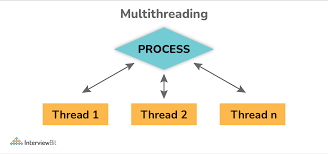 Multithreading
PROCESS
Thread 1
Thread 2
Thread n
InterviewBit